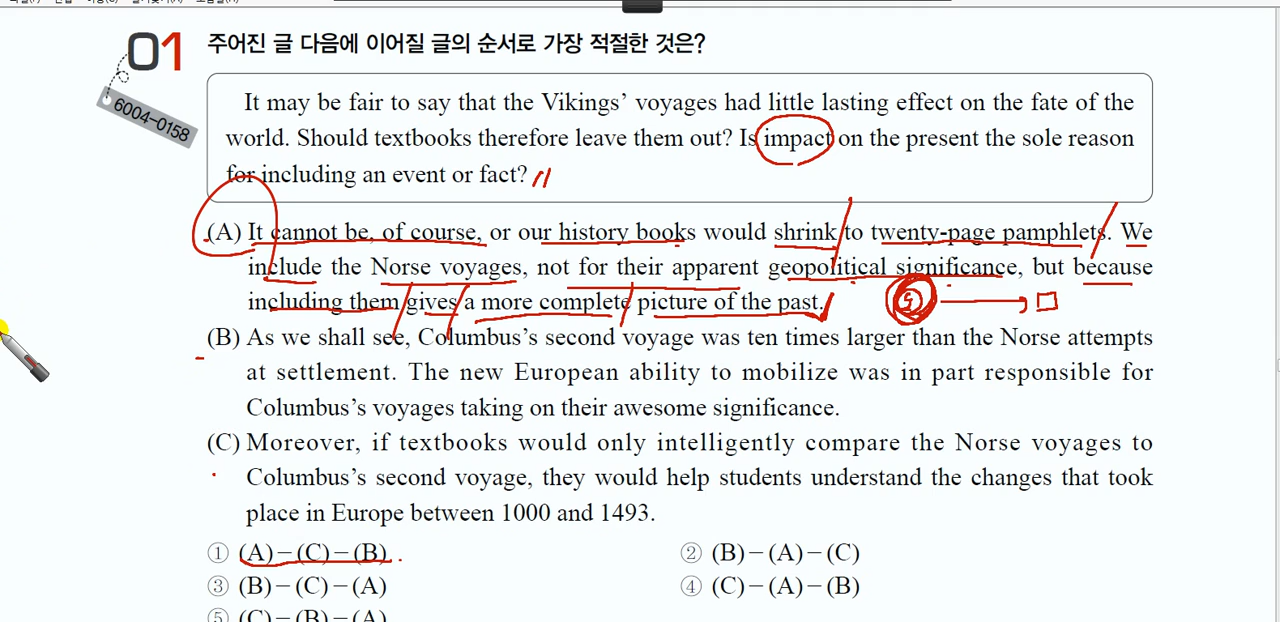 01
주어진 글 다음에 이어질 글의 순서로 가장 적절한 것은?
6004-0158
It may be fair to say that the Vikings' voyages had little lasting effect on the fate of the
world. Should textbooks therefore leave them out? Is impact on the present the sole reason
for including an event or fact?
(A) It cannot be, of course, or our history books would shrink to twenty-page pamphlets. We
include the Norse voyages, not for their apparent geopolitical significance, but because
including them gives a more complete picture of the past.
(B) As we shall see, Columbus's second voyage was ten times larger than the Norse attempts
at settlement. The new European ability to mobilize was in part responsible for
Columbus's voyages taking on their awesome significance.
(C) Moreover, if textbooks would only intelligently compare the Norse voyages to
Columbus's second voyage, they would help students understand the changes that took
place in Europe between 1000 and 1493.
① (A)-(C)-(B)
② (B)-(A)-(C)
③ (B)-(C)-(A)
④ (C)-(A)-(B)
⑤ (C)-(B)-(A)